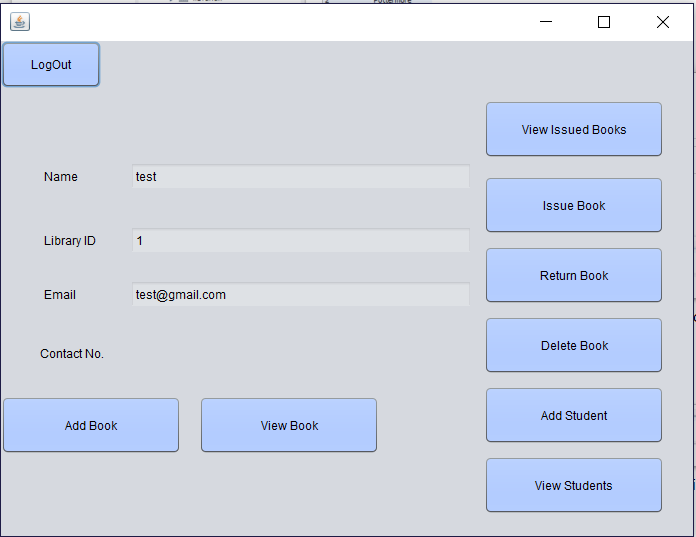 LogOut
View Issued Books
Name
test
Issue Book
Library ID
1
Return Book
Email
test@gmail.com
Delete Book
Contact No.
Add Book
View Book
Add Student
View Students